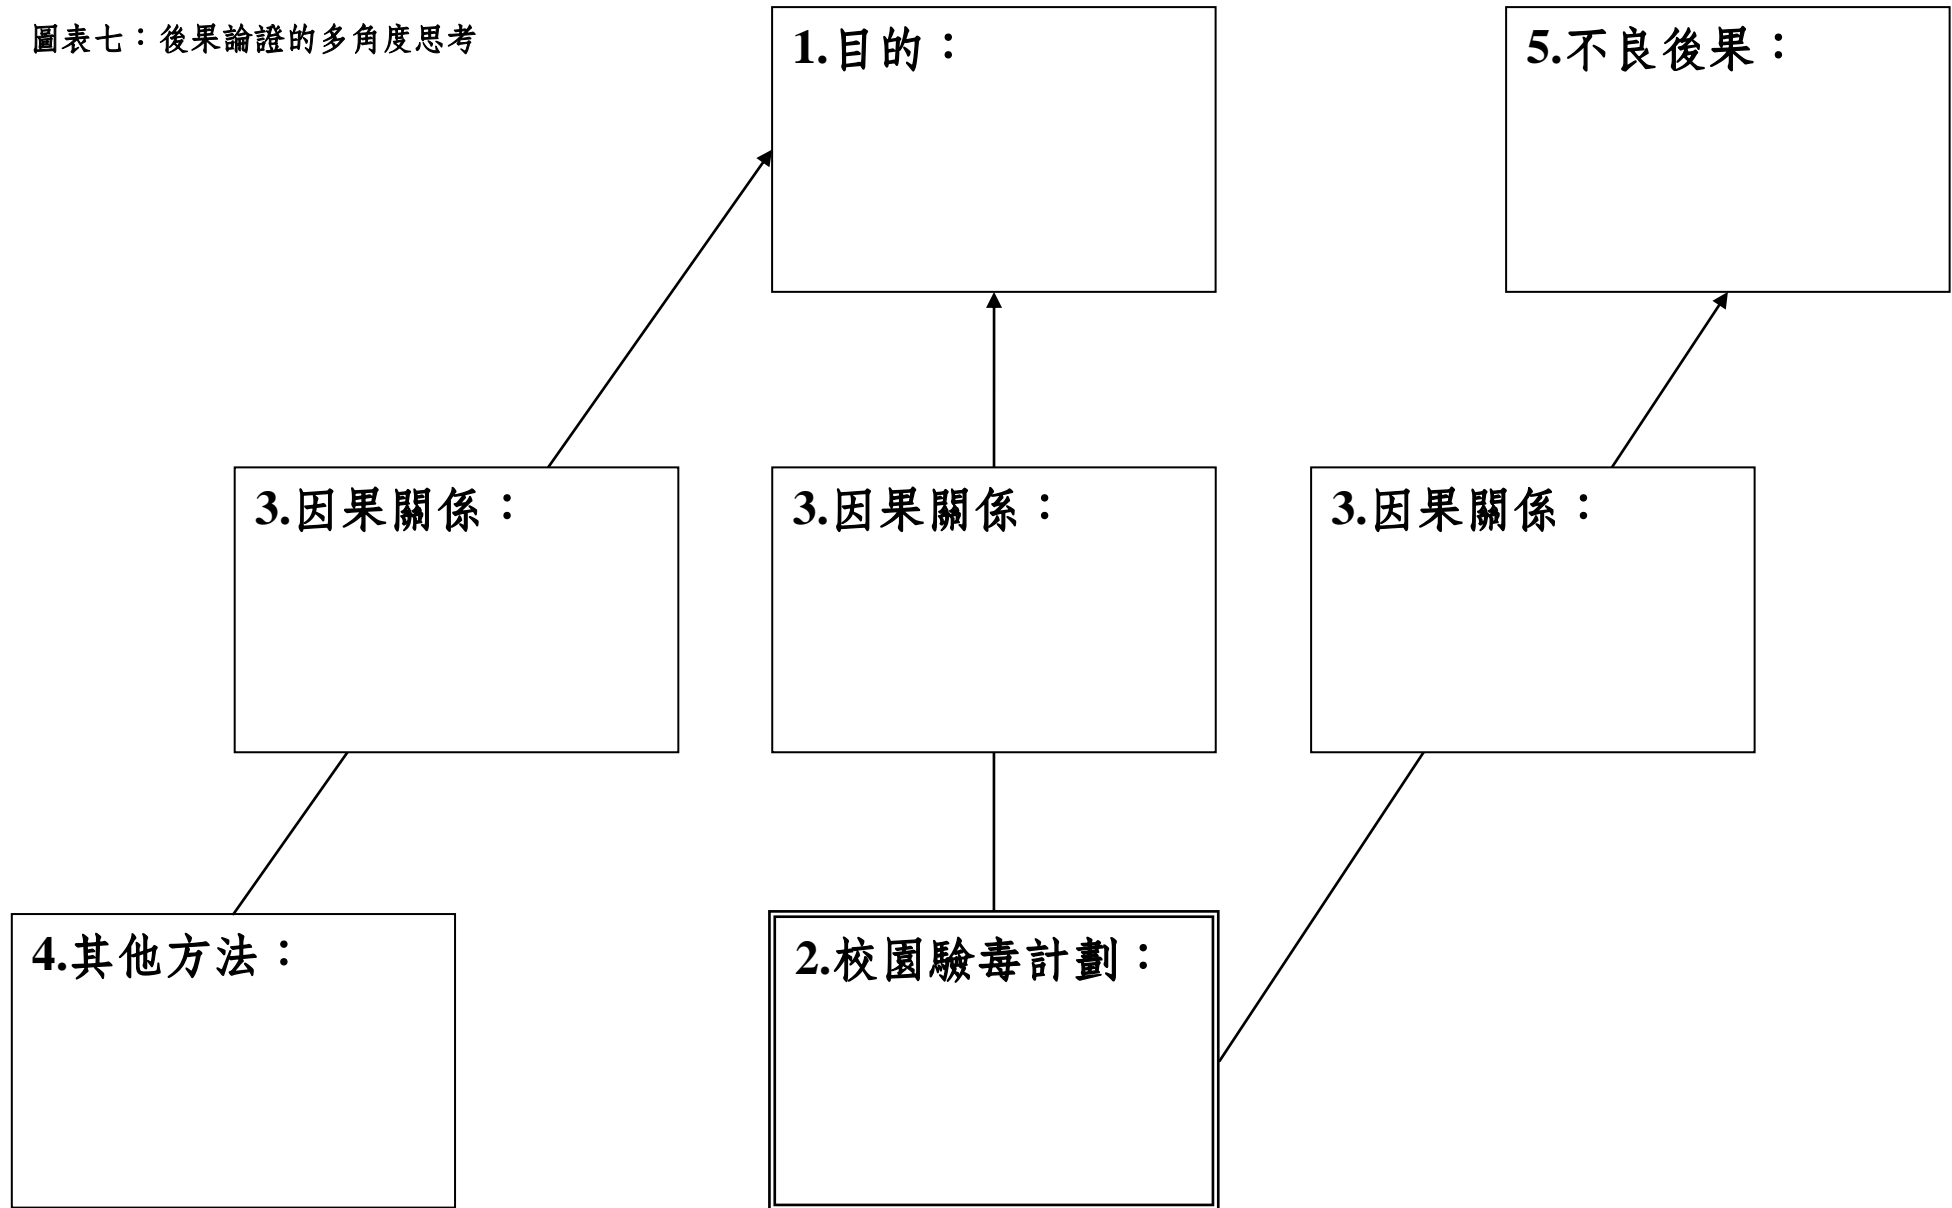 圖表七：後果論證的多角度思考
1.目的：
5.不良後果：
3.因果關係：
3.因果關係：
3.因果關係：
4.其他方法：
2.校園驗毒計劃：